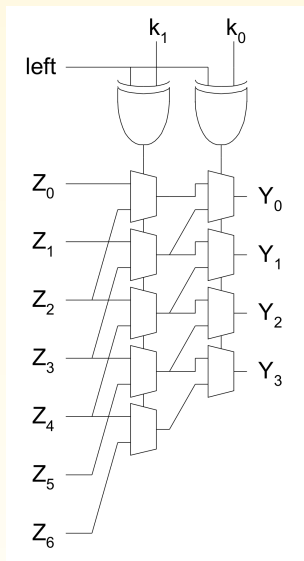 k₁ k₀
left
Z₀
Y₀
Z₁
Y₁
Z₂
Y₂
Z₃
Y₃
Z₄
Z₅
Z₆